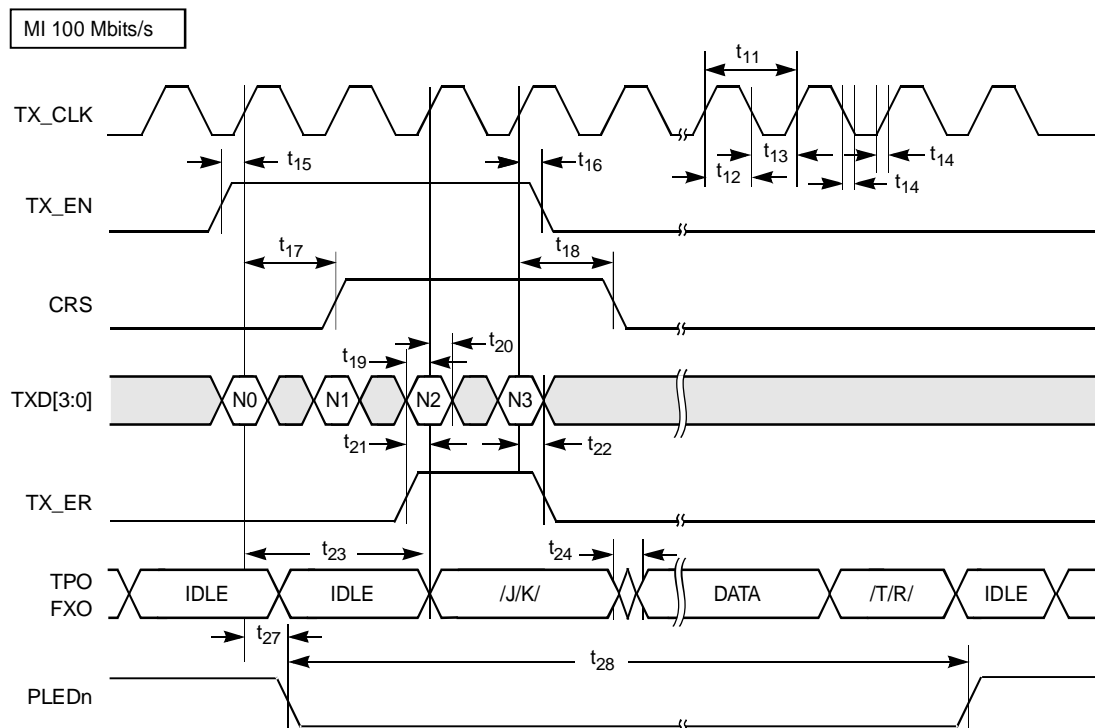 MI 100 Mbits/s
t11
TX_CLK
t15
t16
t13
t12
t14
t14
TX_EN
t17
t18
CRS
t19
t20
TXD[3:0]
N0
N1
N2
N3
t21
t22
TX_ER
t23
t24
TPO
FXO
IDLE
IDLE
/J/K/
DATA
/T/R/
IDLE
t27
t28
PLEDn